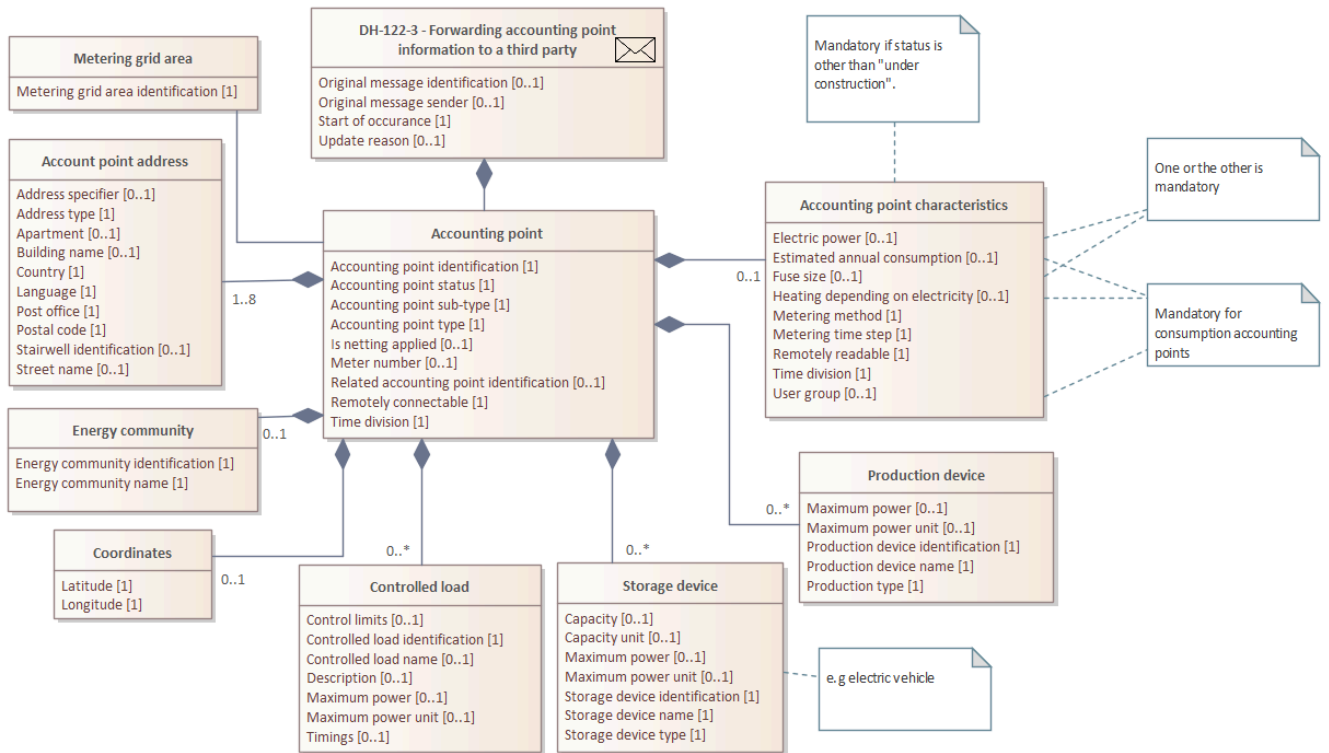 DH-122-3 - Forwarding accounting point
information to a third party
Original message identification [0..1]
Original message sender [0..1]
Start of occurance [1]
Update reason [0..1]
Metering grid area
Metering grid area identification [1]
Mandatory if status is
other than "under
construction".
Account point address
Address specifier [0..1]
Address type [1]
Apartment [0..1]
Building name [0..1]
Country [1]
Language [1]
Post office [1]
Postal code [1]
Stairwell identification [0..1]
Street name [0..1]
1..8
Accounting point
Accounting point identification [1]
Accounting point status [1]
Accounting point sub-type [1]
Accounting point type [1]
Is netting applied [0..1]
Meter number [0..1]
Related accounting point identification [0..1]
Remotely connectable [1]
Time division [1]
0..1
Accounting point characteristics
Electric power [0..1]
Estimated annual consumption [0..1]
Fuse size [0..1]
Heating depending on electricity [0..1]
Metering method [1]
Metering time step [1]
Remotely readable [1]
Time division [1]
User group [0..1]
One or the other is
mandatory
Mandatory for
consumption accounting
points
Energy community
Energy community identification [1]
Energy community name [1]
0..1
Coordinates
Latitude [1]
Longitude [1]
0..1
0..*
Controlled load
Control limits [0..1]
Controlled load identification [1]
Controlled load name [0..1]
Description [0..1]
Maximum power [0..1]
Maximum power unit [0..1]
Timings [0..1]
0..*
Storage device
Capacity [0..1]
Capacity unit [0..1]
Maximum power [0..1]
Maximum power unit [0..1]
Storage device identification [1]
Storage device name [1]
Storage device type [1]
0..*
Production device
Maximum power [0..1]
Maximum power unit [0..1]
Production device identification [1]
Production device name [1]
Production type [1]
e.g electric vehicle